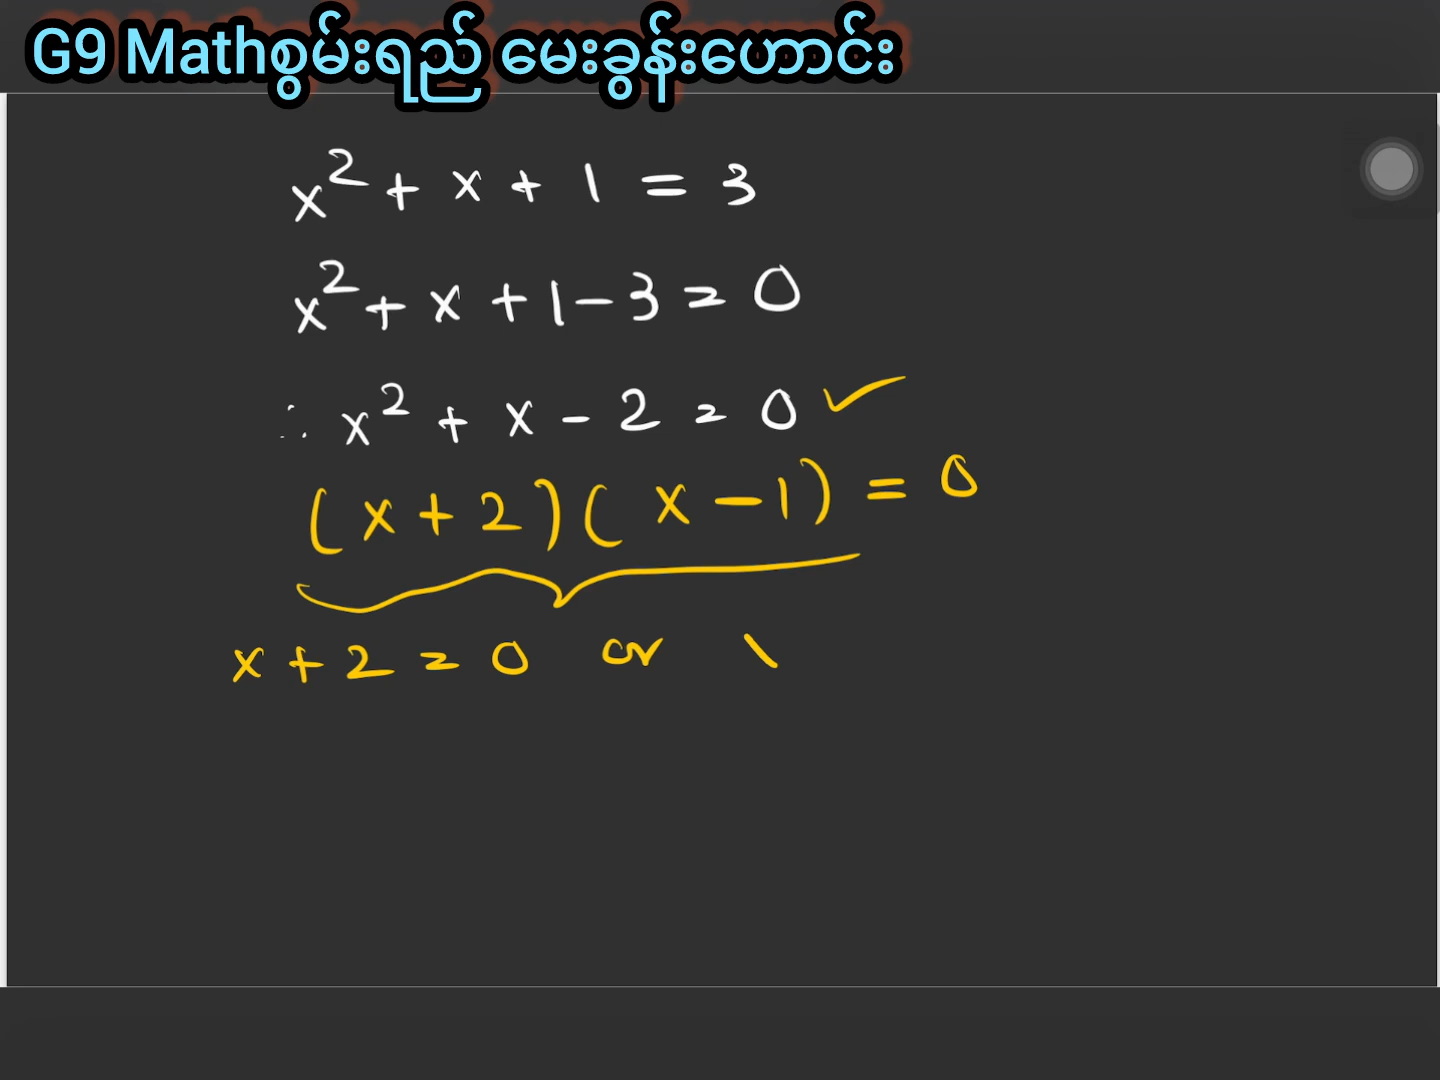 G9 Mathစွမ်းရည် မေးခွန်းဟောင်း
x² + x + 1 = 3
x² + x + 1 - 3 = 0
∴ x² + x - 2 = 0 ✓
(x + 2)(x - 1) = 0
x + 2 = 0 or \